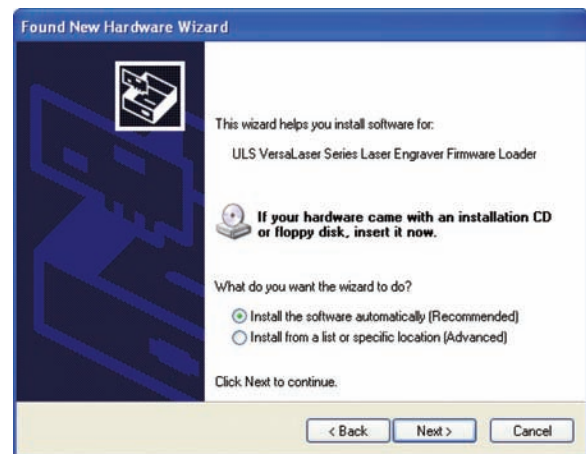 Found New Hardware Wizard
This wizard helps you install software for:
ULS VersaLaser Series Laser Engraver Firmware Loader
If your hardware came with an installation CD
or floppy disk, insert it now.
What do you want the wizard to do?
Install the software automatically (Recommended)
Install from a list or specific location (Advanced)
Click Next to continue.
< Back Next > Cancel